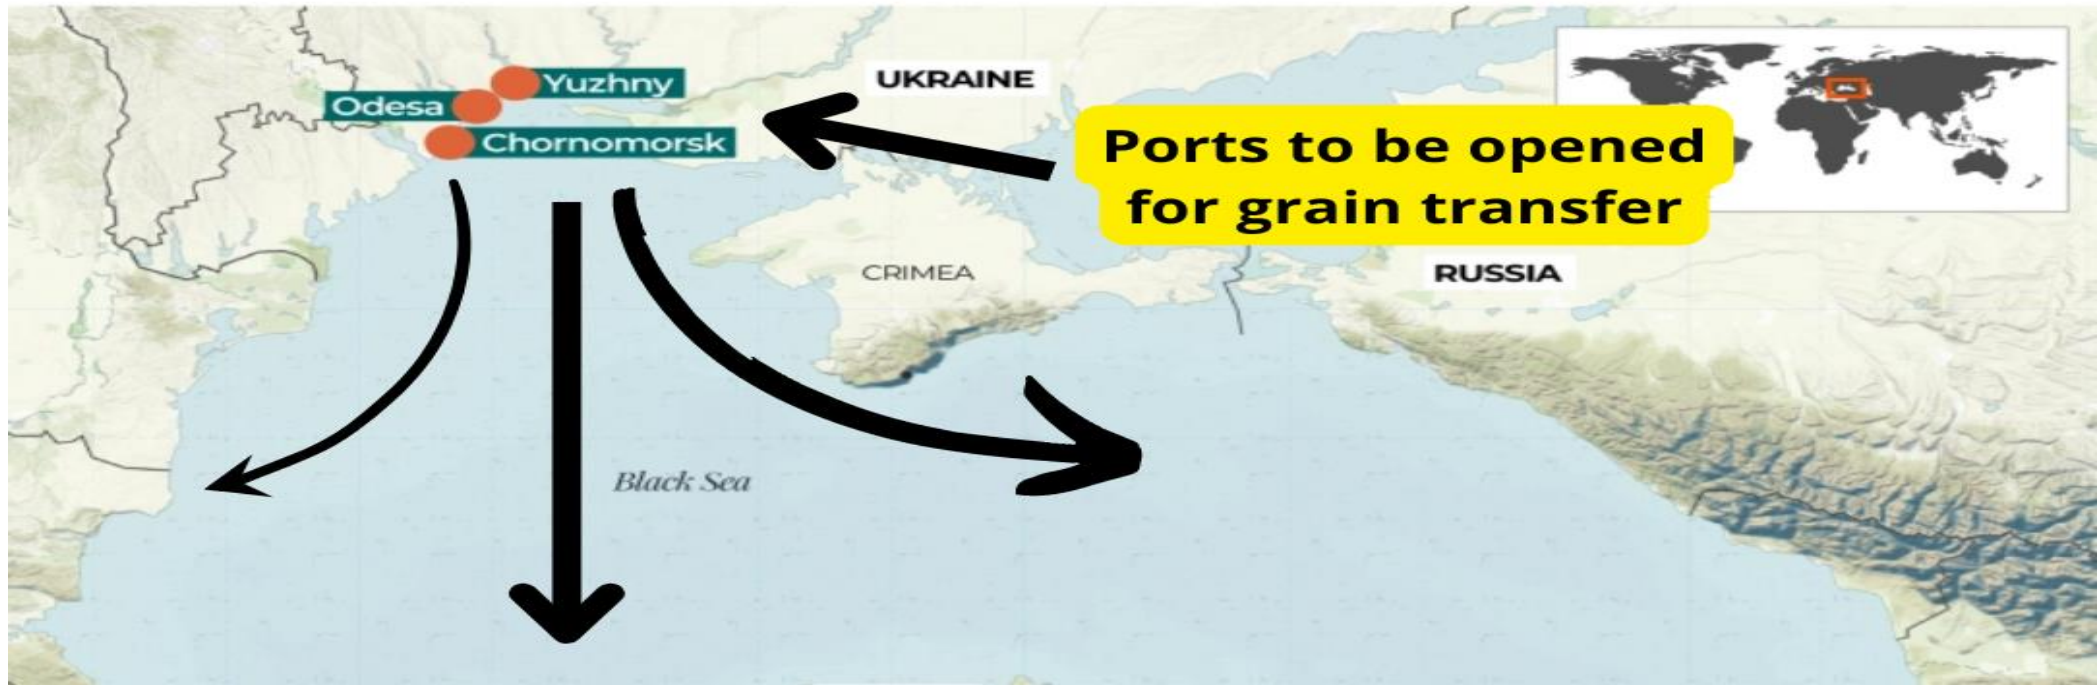 Yuzhny
Odesa
Chornomorsk
UKRAINE
Ports to be opened
for grain transfer
CRIMEA
RUSSIA
Black Sea